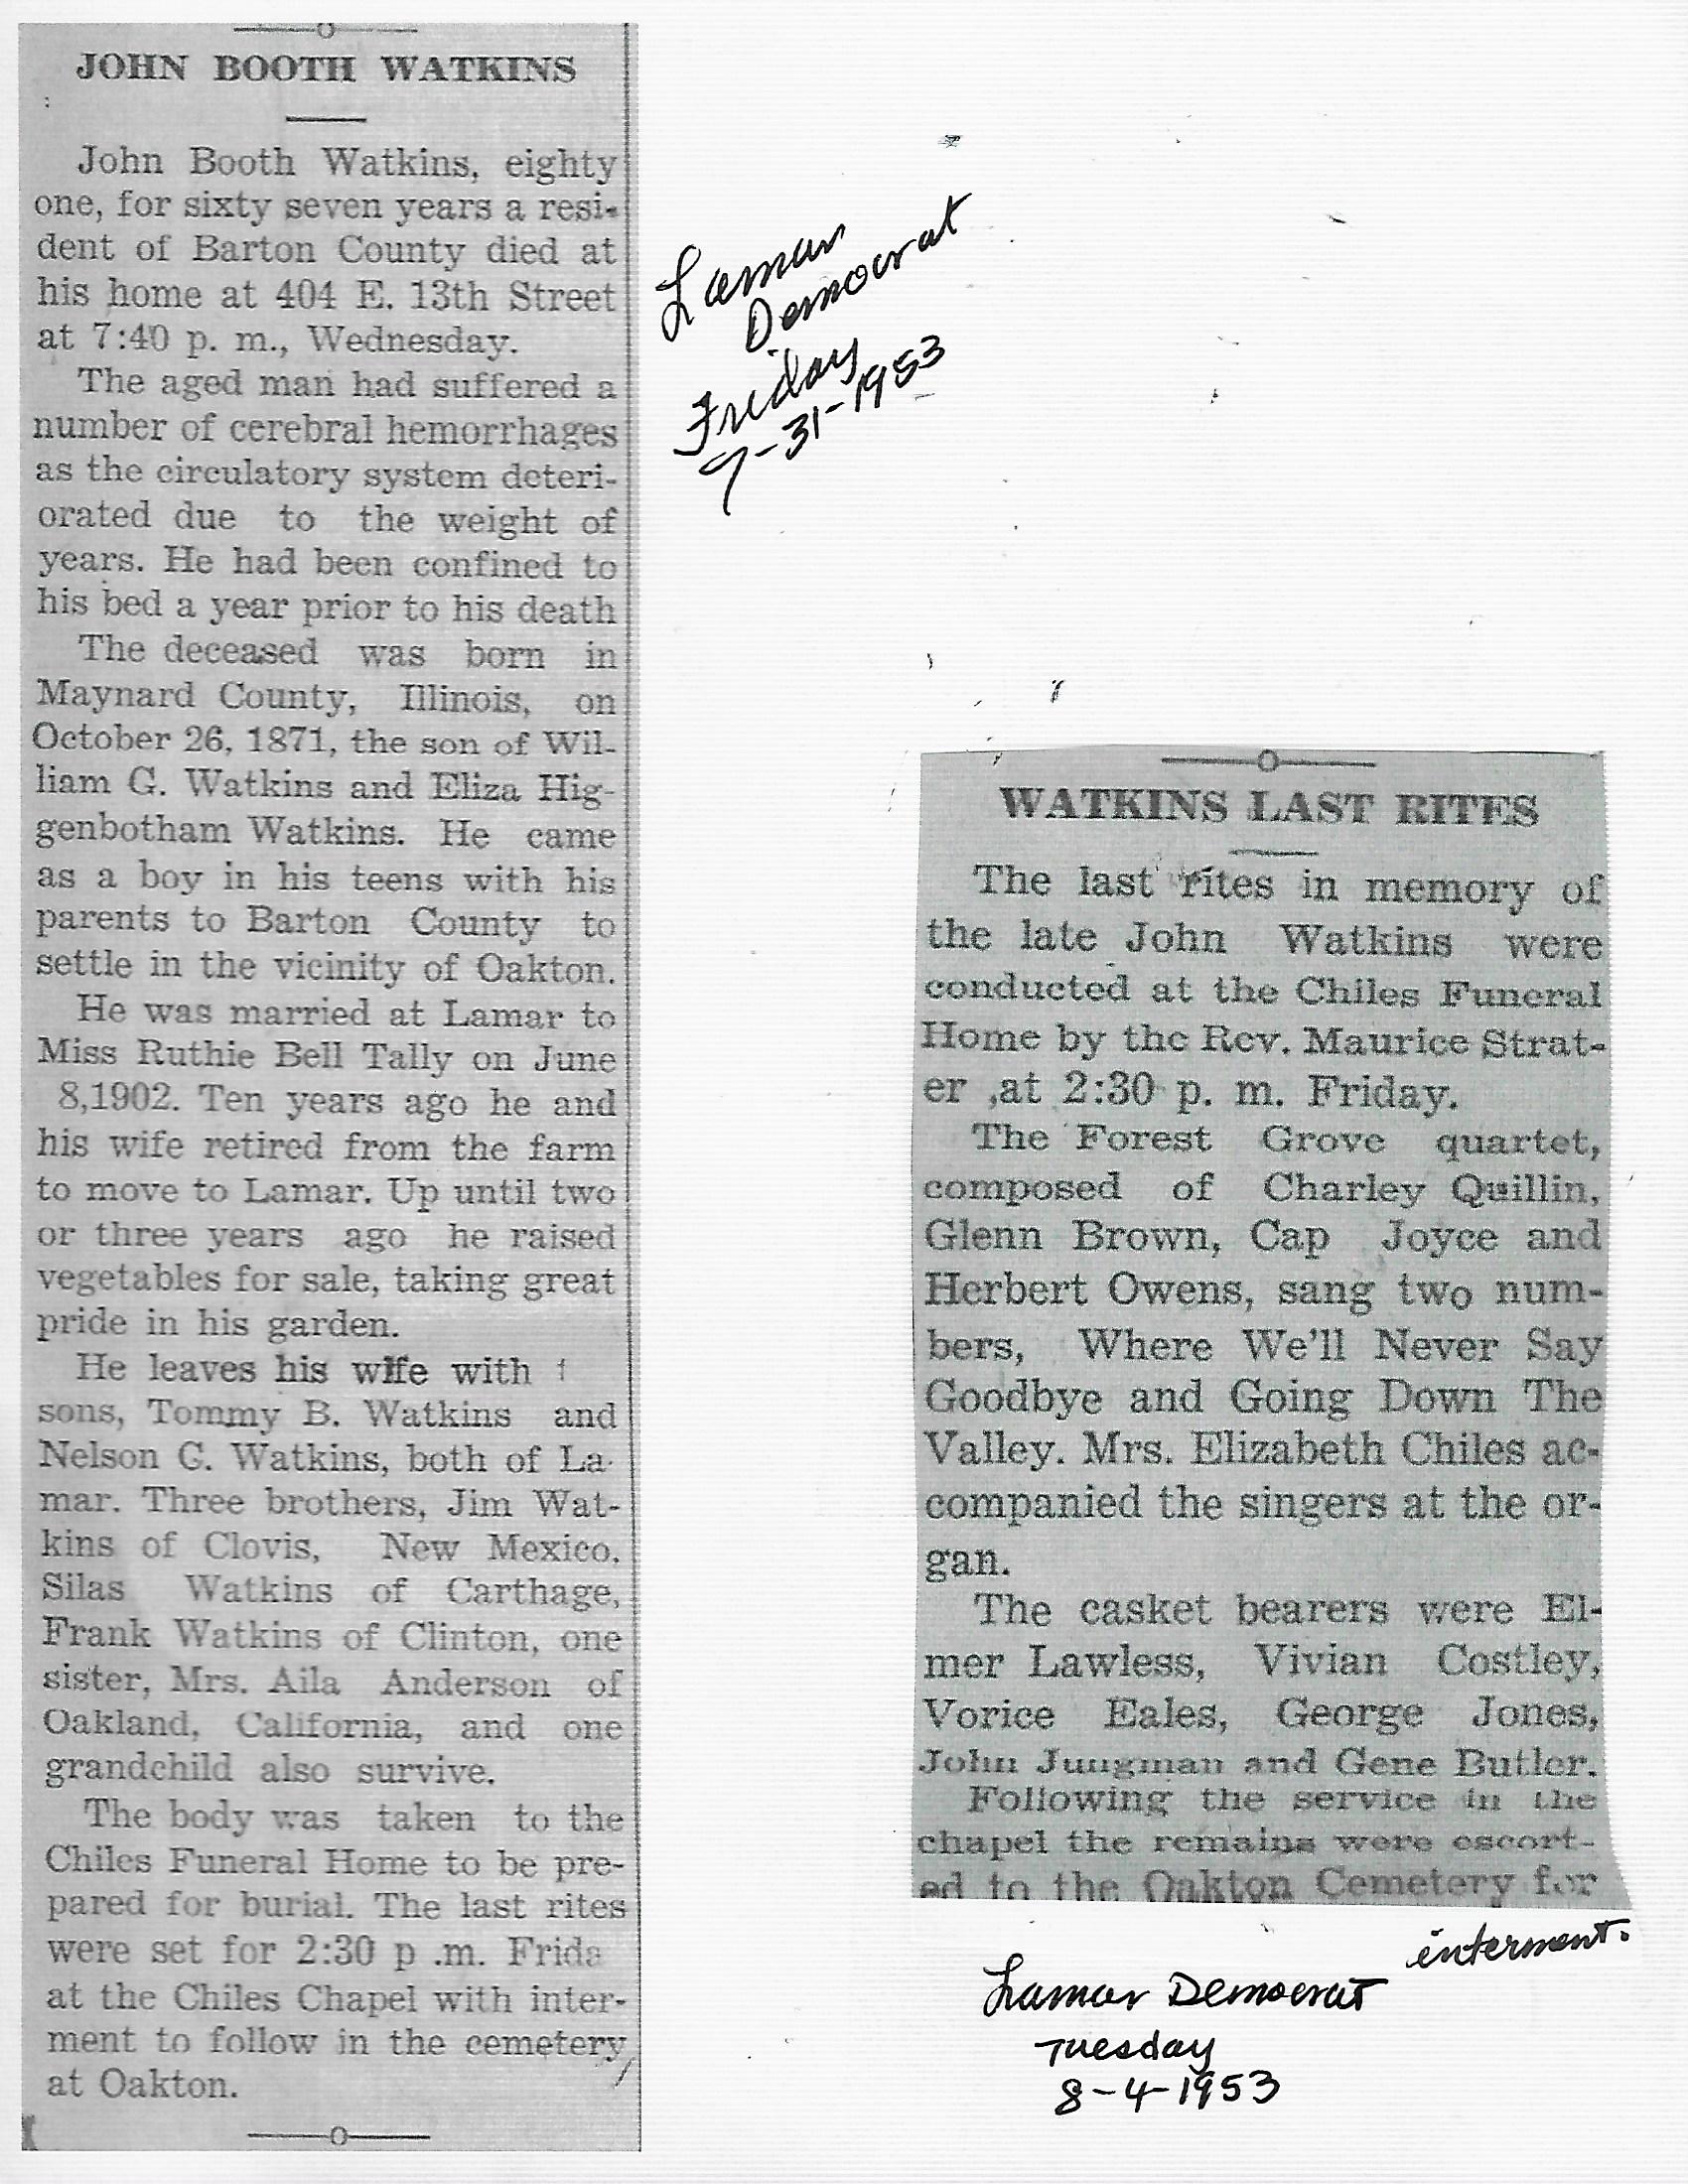 JOHN BOOTH WATKINS
John Booth Watkins, eighty
one, for sixty seven years a resi-
dent of Barton County died at
his home at 404 E. 13th Street
at 7:40 p. m., Wednesday.
The aged man had suffered a
number of cerebral hemorrhages
as the circulatory system deteri-
orated due to the weight of
years. He had been confined to
his bed a year prior to his death
The deceased was born in
Maynard County, Illinois, on
October 26, 1871, the son of Wil-
liam G. Watkins and Eliza Hig-
genbotham Watkins. He came
as a boy in his teens with his
parents to Barton County to
settle in the vicinity of Oakton.
He was married at Lamar to
Miss Ruthie Bell Tally on June
8,1902. Ten years ago he and
his wife retired from the farm
to move to Lamar. Up until two
or three years ago he raised
vegetables for sale, taking great
pride in his garden.
He leaves his wife with
sons, Tommy B. Watkins and
Nelson G. Watkins, both of La-
mar. Three brothers, Jim Wat-
kins of Clovis, New Mexico,
Silas Watkins of Carthage,
Frank Watkins of Clinton, one
sister, Mrs. Aila Anderson of
Oakland, California, and one
grandchild also survive.
The body was taken to the
Chiles Funeral Home to be pre-
pared for burial. The last rites
were set for 2:30 p .m. Frida
at the Chiles Chapel with inter-
ment to follow in the cemetery
at Oakton.
Lamar
Democrat
Friday
7-31-1953
WATKINS LAST RITES
The last rites in memory of
the late John Watkins were
conducted at the Chiles Funeral
Home by the Rev. Maurice Strat-
er ,at 2:30 p. m. Friday.
The Forest Grove quartet,
composed of Charley Quillin,
Glenn Brown, Cap Joyce and
Herbert Owens, sang two num-
bers, Where We'll Never Say
Goodbye and Going Down The
Valley. Mrs. Elizabeth Chiles ac-
companied the singers at the or-
gan.
The casket bearers were El-
mer Lawless, Vivian Costley,
Vorice Eales, George Jones,
John Jungman and Gene Butler.
Following the service in the
chapel the remains were escort-
ed to the Oakton Cemetery for
interment.
Lamar Democrat
Tuesday
8-4-1953